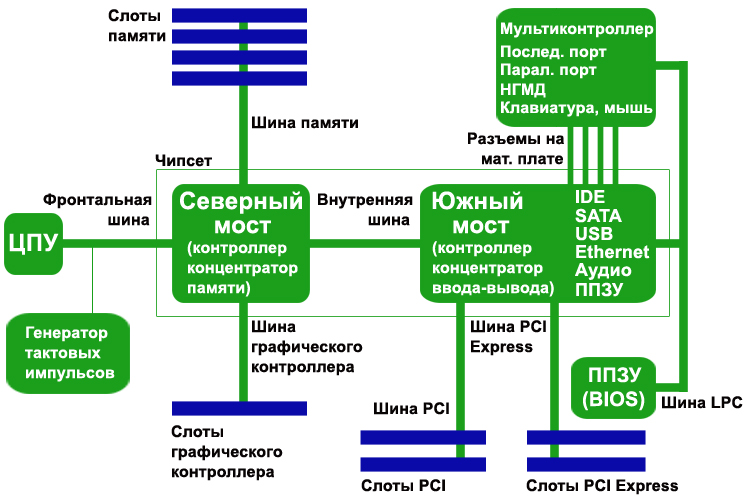 Слоты
памяти
Шина памяти
Чипсет
Мультиконтроллер
Послед. порт
Парал. порт
НГМД
Клавиатура, мышь
Разъемы на
мат. плате
Фронтальная
шина
ЦПУ
Северный
мост
(контроллер
концентратор
памяти)
Внутренняя
шина
Южный
мост
(контроллер
концентратор
ввода-вывода)
IDE
SATA
USB
Ethernet
Аудио
ППЗУ
Генератор
тактовых
импульсов
Шина
графического
контроллера
Шина PCI
Express
ППЗУ
(BIOS)
Шина LPC
Шина PCI
Слоты
графического
контроллера
Слоты PCI
Слоты PCI Express